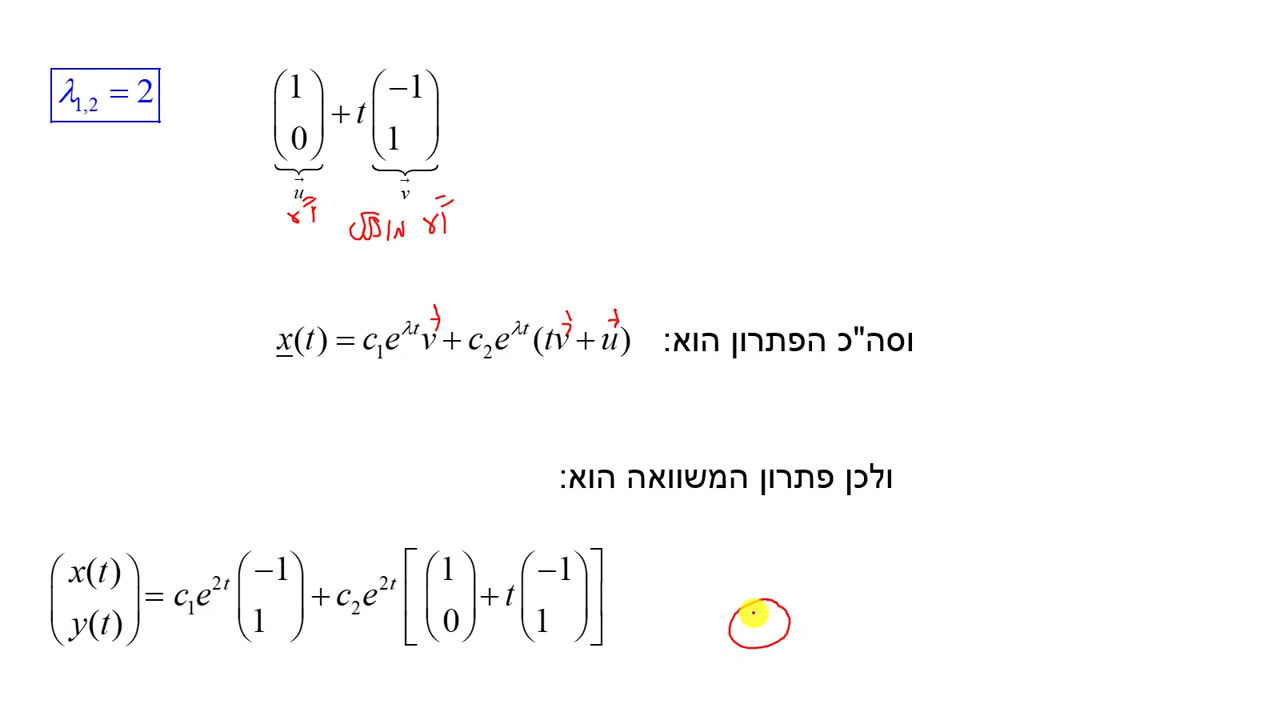 λ₁,₂ = 2
(1 0) + t(−1 1)
u v
ו"ע ו"ע מוכלל
וסה"כ הפתרון הוא: x(t) = c₁e^{λt}v + c₂e^{λt}(tv + u)
ולכן פתרון המשוואה הוא:
(x(t) y(t)) = c₁e^{2t}(−1 1) + c₂e^{2t}[(1 0) + t(−1 1)]